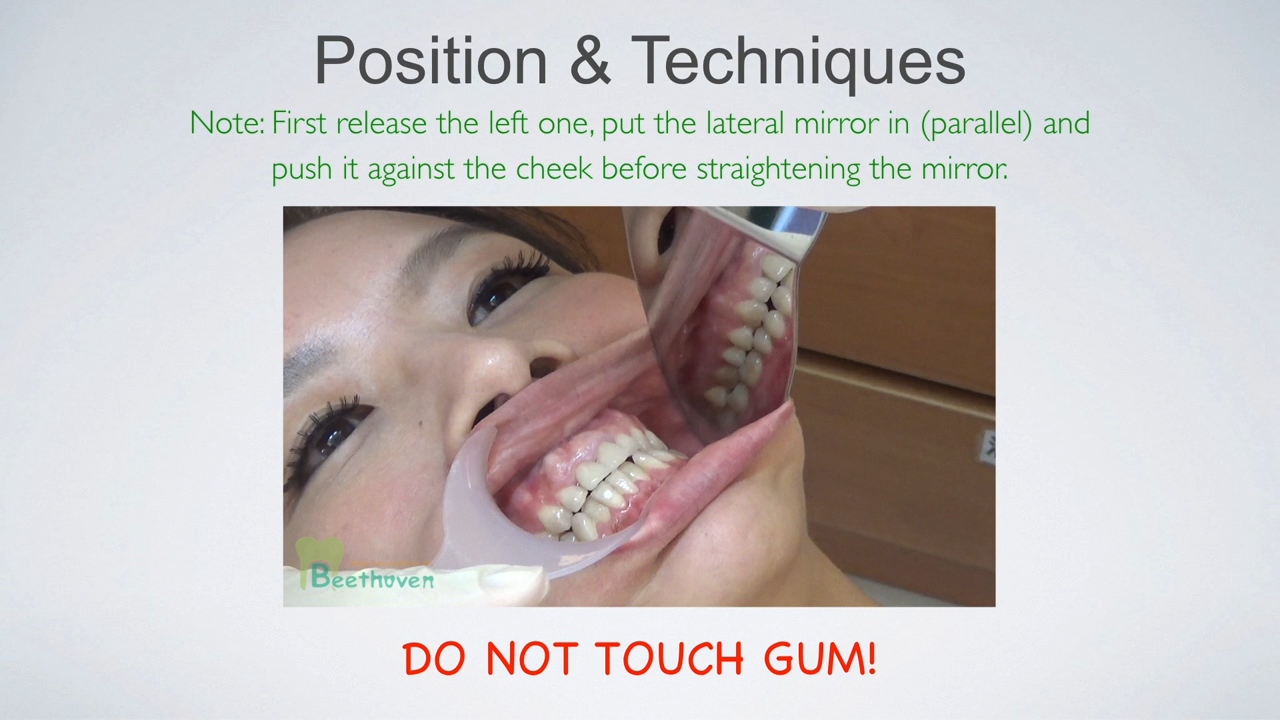 Position & Techniques
Note: First release the left one, put the lateral mirror in (parallel) and
push it against the cheek before straightening the mirror.
Beethoven
DO NOT TOUCH GUM!